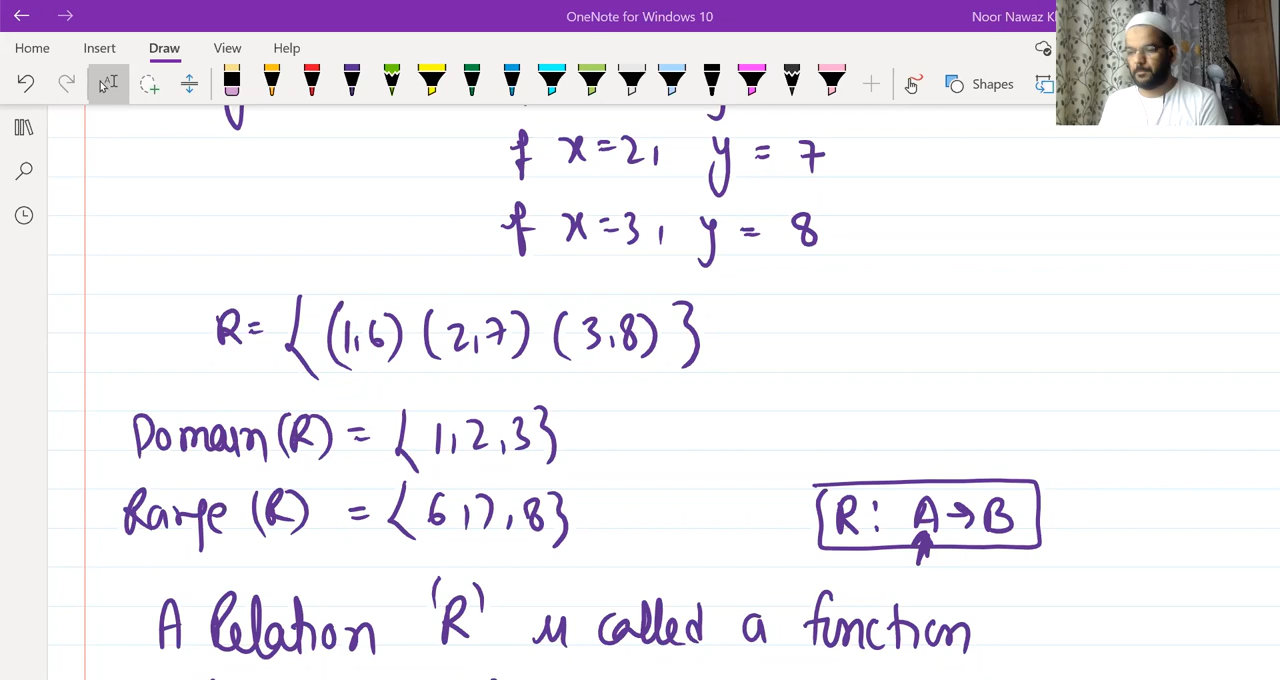 OneNote for Windows 10
Noor Nawaz Kh
Home Insert Draw View Help
Shapes
f x=2, y = 7
f x=3, y = 8
R= { (1,6) (2,7) (3,8) }
Domain (R) = { 1,2,3}
Range (R) = { 6,7,8}
R: A→B
A Relation 'R' is called a function